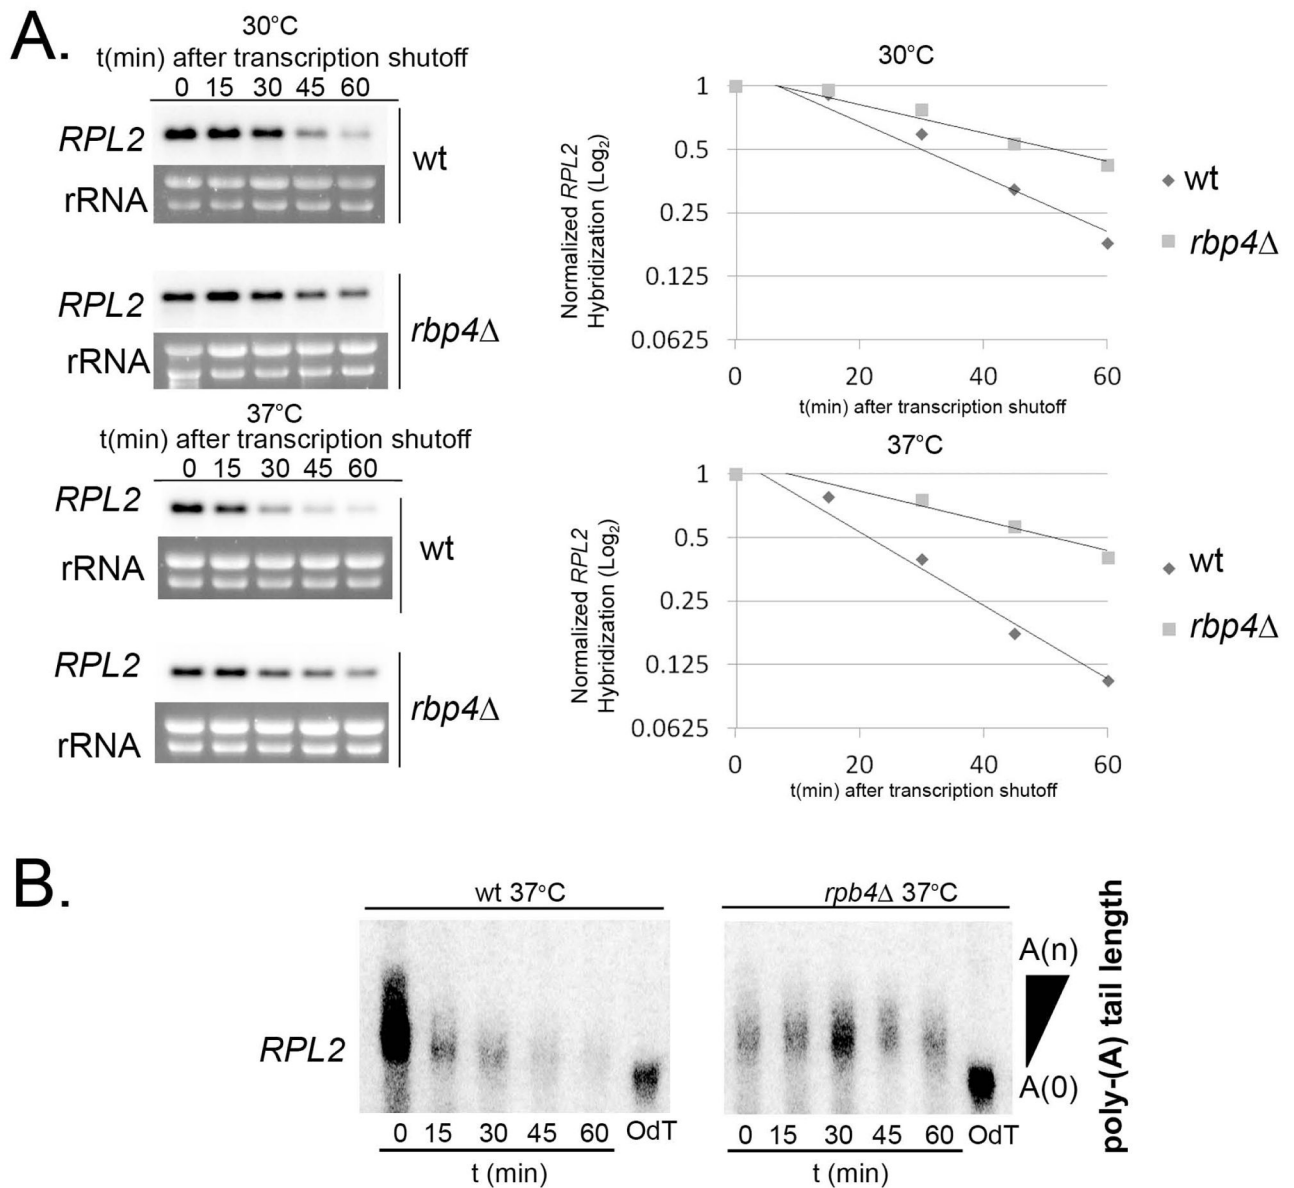 A.
30°C
t(min) after transcription shutoff
0 15 30 45 60
RPL2
rRNA
wt
RPL2
rRNA
rbp4Δ
37°C
t(min) after transcription shutoff
0 15 30 45 60
RPL2
rRNA
wt
RPL2
rRNA
rbp4Δ
30°C
Normalized RPL2
Hybridization (Log₂)
1
0.5
0.25
0.125
0.0625
0 20 40 60
t(min) after transcription shutoff
wt
rbp4Δ
37°C
Normalized RPL2
Hybridization (Log₂)
1
0.5
0.25
0.125
0.0625
0 20 40 60
t(min) after transcription shutoff
wt
rbp4Δ
B.
wt 37°C
RPL2
0 15 30 45 60 OdT
t (min)
rpb4Δ 37°C
0 15 30 45 60 OdT
t (min)
A(n)
A(0)
poly-(A) tail length